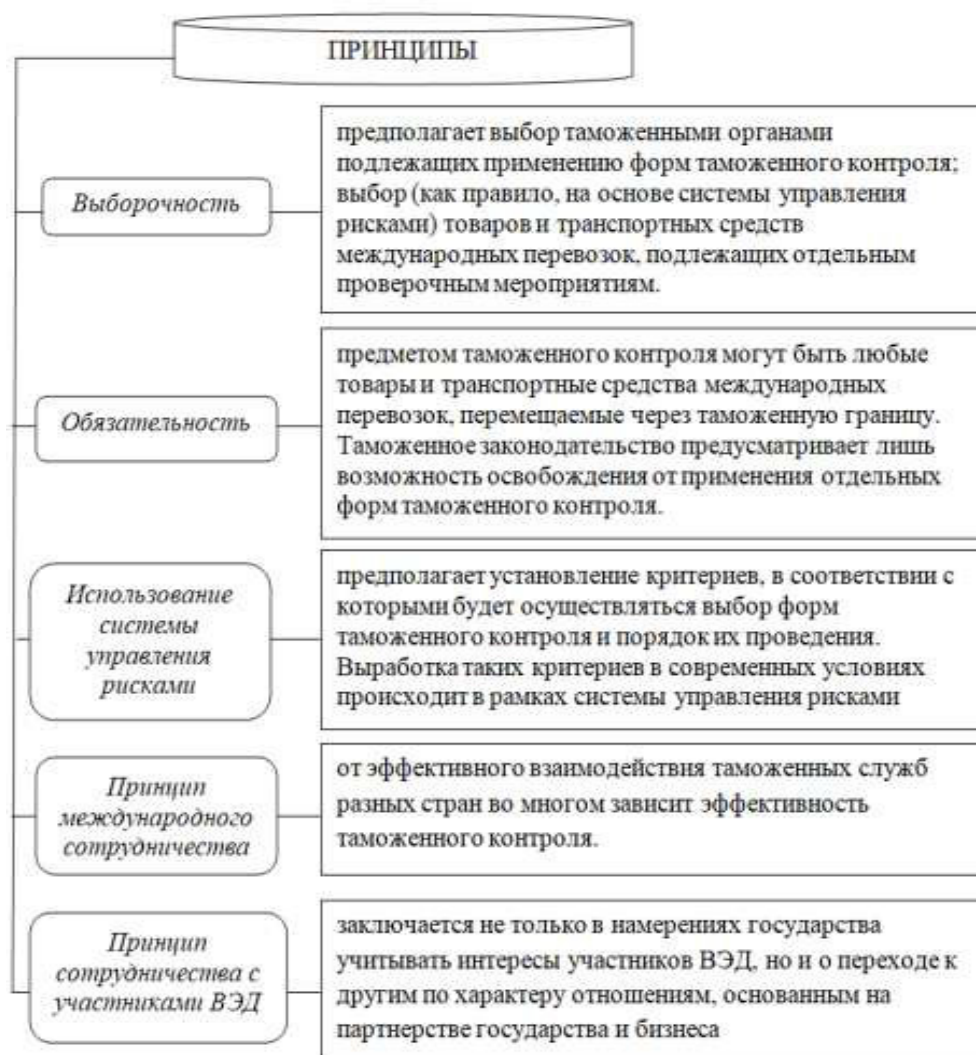 ПРИНЦИПЫ
Выборочность
предполагает выбор таможенными органами
подлежащих применению форм таможенного контроля;
выбор (как правило, на основе системы управления
рисками) товаров и транспортных средств
международных перевозок, подлежащих отдельным
проверочным мероприятиям.
Обязательность
предметом таможенного контроля могут быть любые
товары и транспортные средства международных
перевозок, перемещаемые через таможенную границу.
Таможенное законодательство предусматривает лишь
возможность освобождения от применения отдельных
форм таможенного контроля.
Использование
системы
управления
рисками
предполагает установление критериев, в соответствии с
которыми будет осуществляться выбор форм
таможенного контроля и порядок их проведения.
Выработка таких критериев в современных условиях
происходит в рамках системы управления рисками
Принцип
международного
сотрудничества
от эффективного взаимодействия таможенных служб
разных стран во многом зависит эффективность
таможенного контроля.
Принцип
сотрудничества с
участниками ВЭД
заключается не только в намерениях государства
учитывать интересы участников ВЭД, но и о переходе к
другим по характеру отношениям, основанным на
партнерстве государства и бизнеса